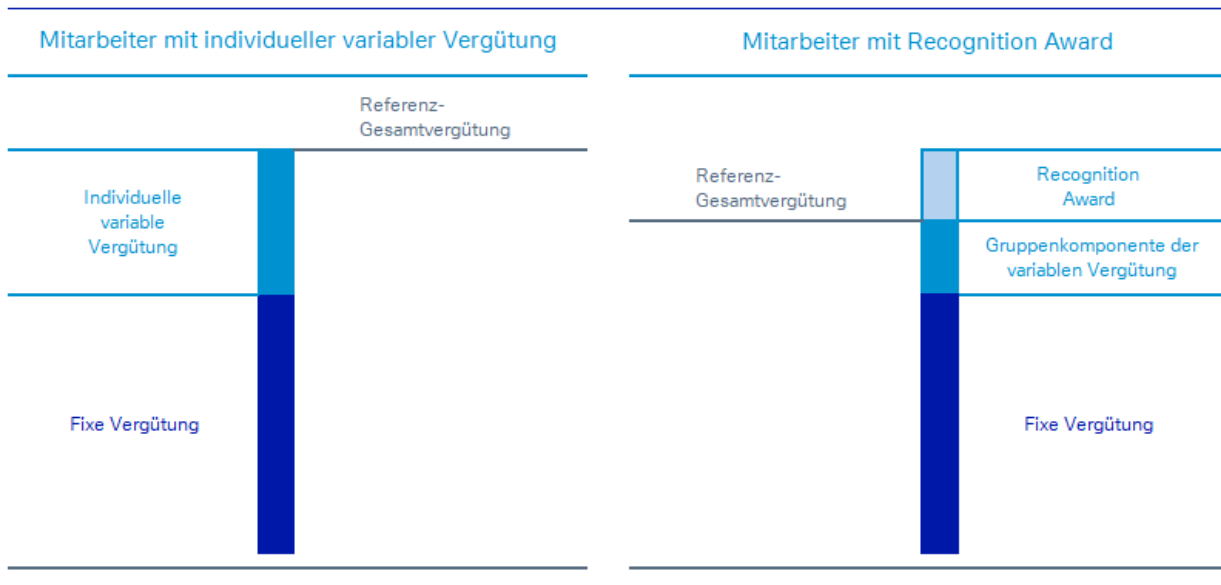 Mitarbeiter mit individueller variabler Vergütung
Referenz-
Gesamtvergütung
Individuelle
variable
Vergütung
Fixe Vergütung
Mitarbeiter mit Recognition Award
Referenz-
Gesamtvergütung
Recognition
Award
Gruppenkomponente der
variablen Vergütung
Fixe Vergütung